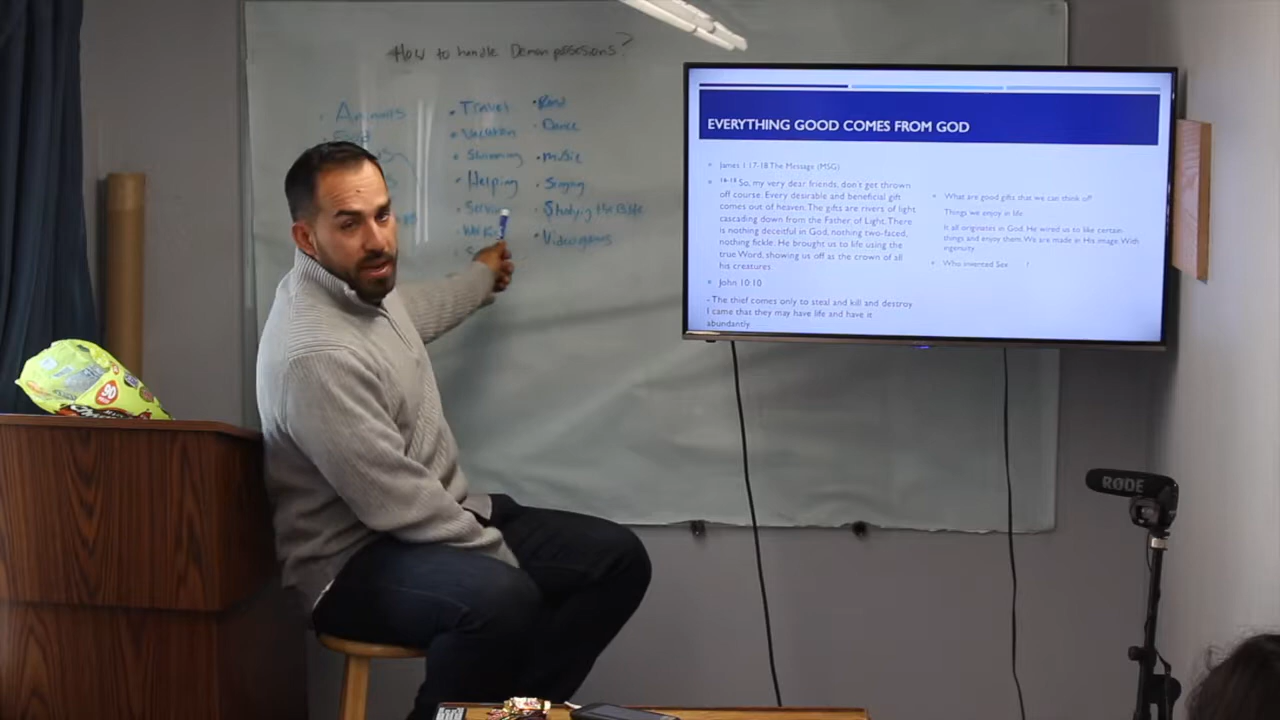 How to handle Demon possesions?
• Animals
• Food
• Travel
• Vacation
• Swimming
• Helping
• Read
• Dance
• Music
• Singing
• Studying the Bible
• Videogames
EVERYTHING GOOD COMES FROM GOD
James 1:17-18 The Message (MSG)
16-18 So, my very dear friends, don't get thrown
off course. Every desirable and beneficial gift
comes out of heaven. The gifts are rivers of light
cascading down from the Father of Light. There
is nothing deceitful in God, nothing two-faced,
nothing fickle. He brought us to life using the
true Word, showing us off as the crown of all
his creatures.
John 10:10
- The thief comes only to steal and kill and destroy
I came that they may have life and have it
abundantly.
What are good gifts that we can think of?
Things we enjoy in life
It all originates in God. He wired us to like certain
things and enjoy them. We are made in His image. With
ingenuity.
Who invented Sex ?
90
RØDE